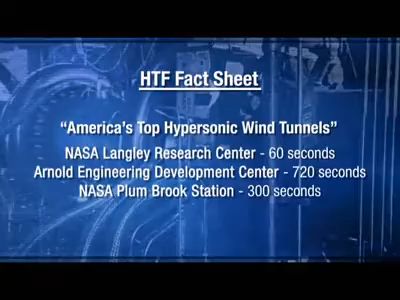 HTF Fact Sheet
“America’s Top Hypersonic Wind Tunnels”
NASA Langley Research Center - 60 seconds
Arnold Engineering Development Center - 720 seconds
NASA Plum Brook Station - 300 seconds